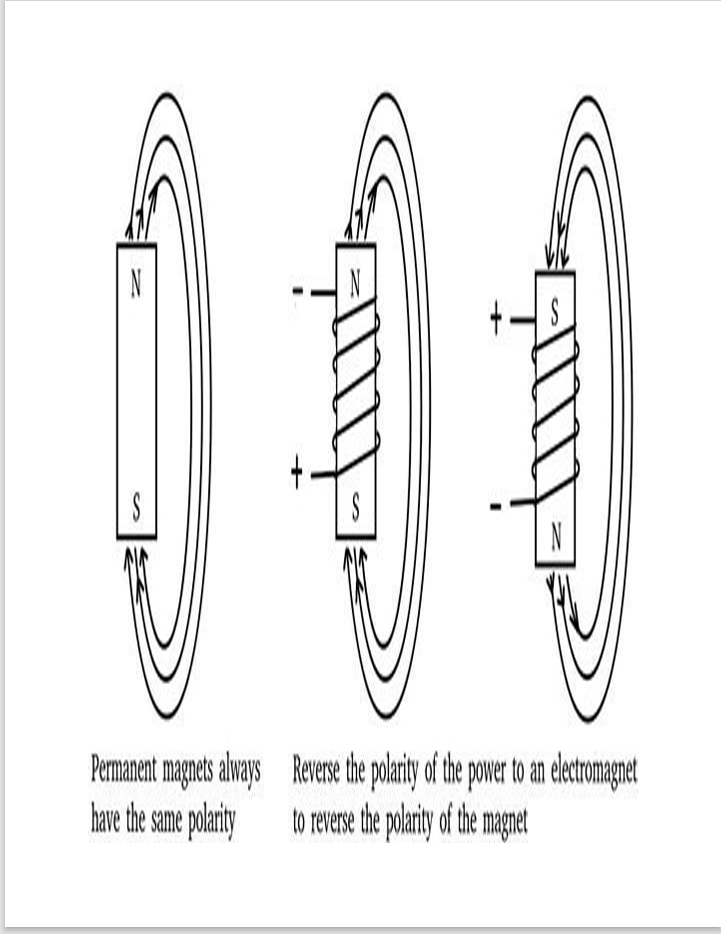 N
S
-
N
+
S
+
S
-
N
Permanent magnets always
have the same polarity
Reverse the polarity of the power to an electromagnet
to reverse the polarity of the magnet